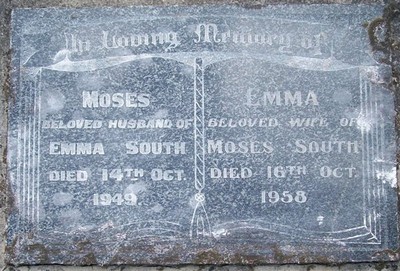 In Loving Memory of
MOSES
BELOVED HUSBAND OF
EMMA SOUTH
DIED 14TH OCT.
1949
EMMA
BELOVED WIFE OF
MOSES SOUTH
DIED 16TH OCT.
1958